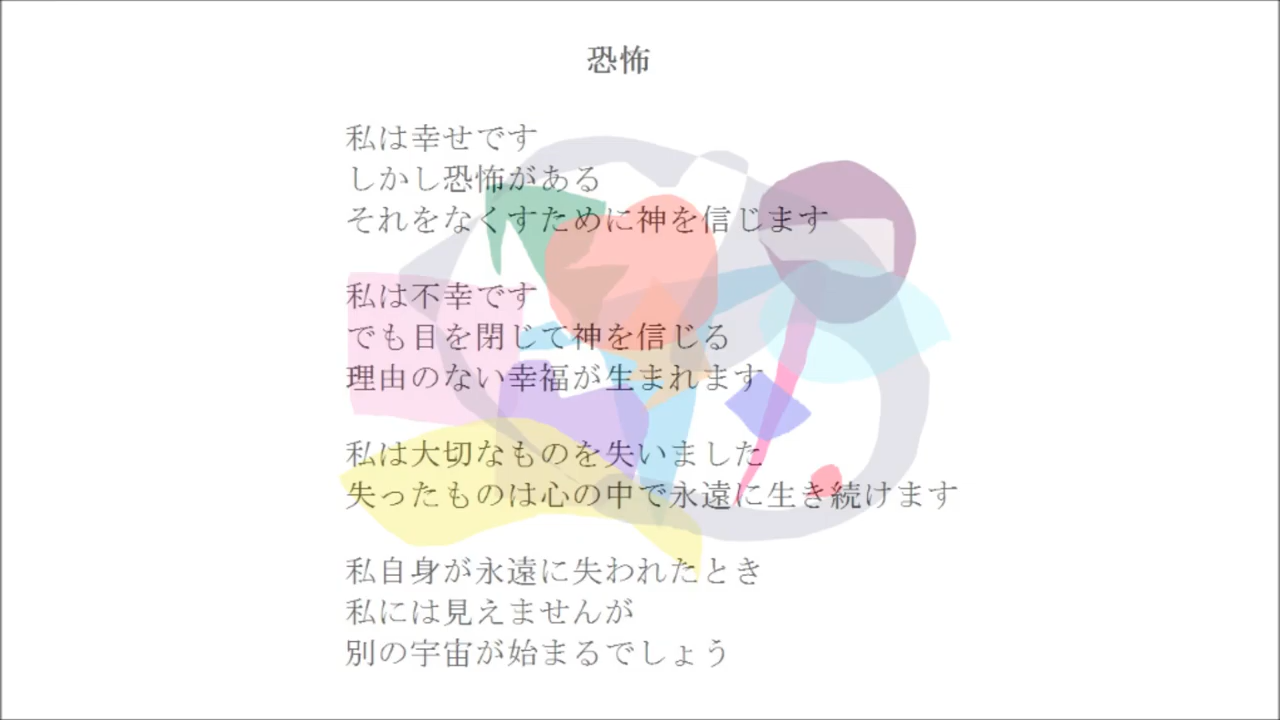 恐怖
私は幸せです
しかし恐怖がある
それをなくすために神を信じます
私は不幸です
でも目を閉じて神を信じる
理由のない幸福が生まれます
私は大切なものを失いました
失ったものは心の中で永遠に生き続けます
私自身が永遠に失われたとき
私には見えませんが
別の宇宙が始まるでしょう